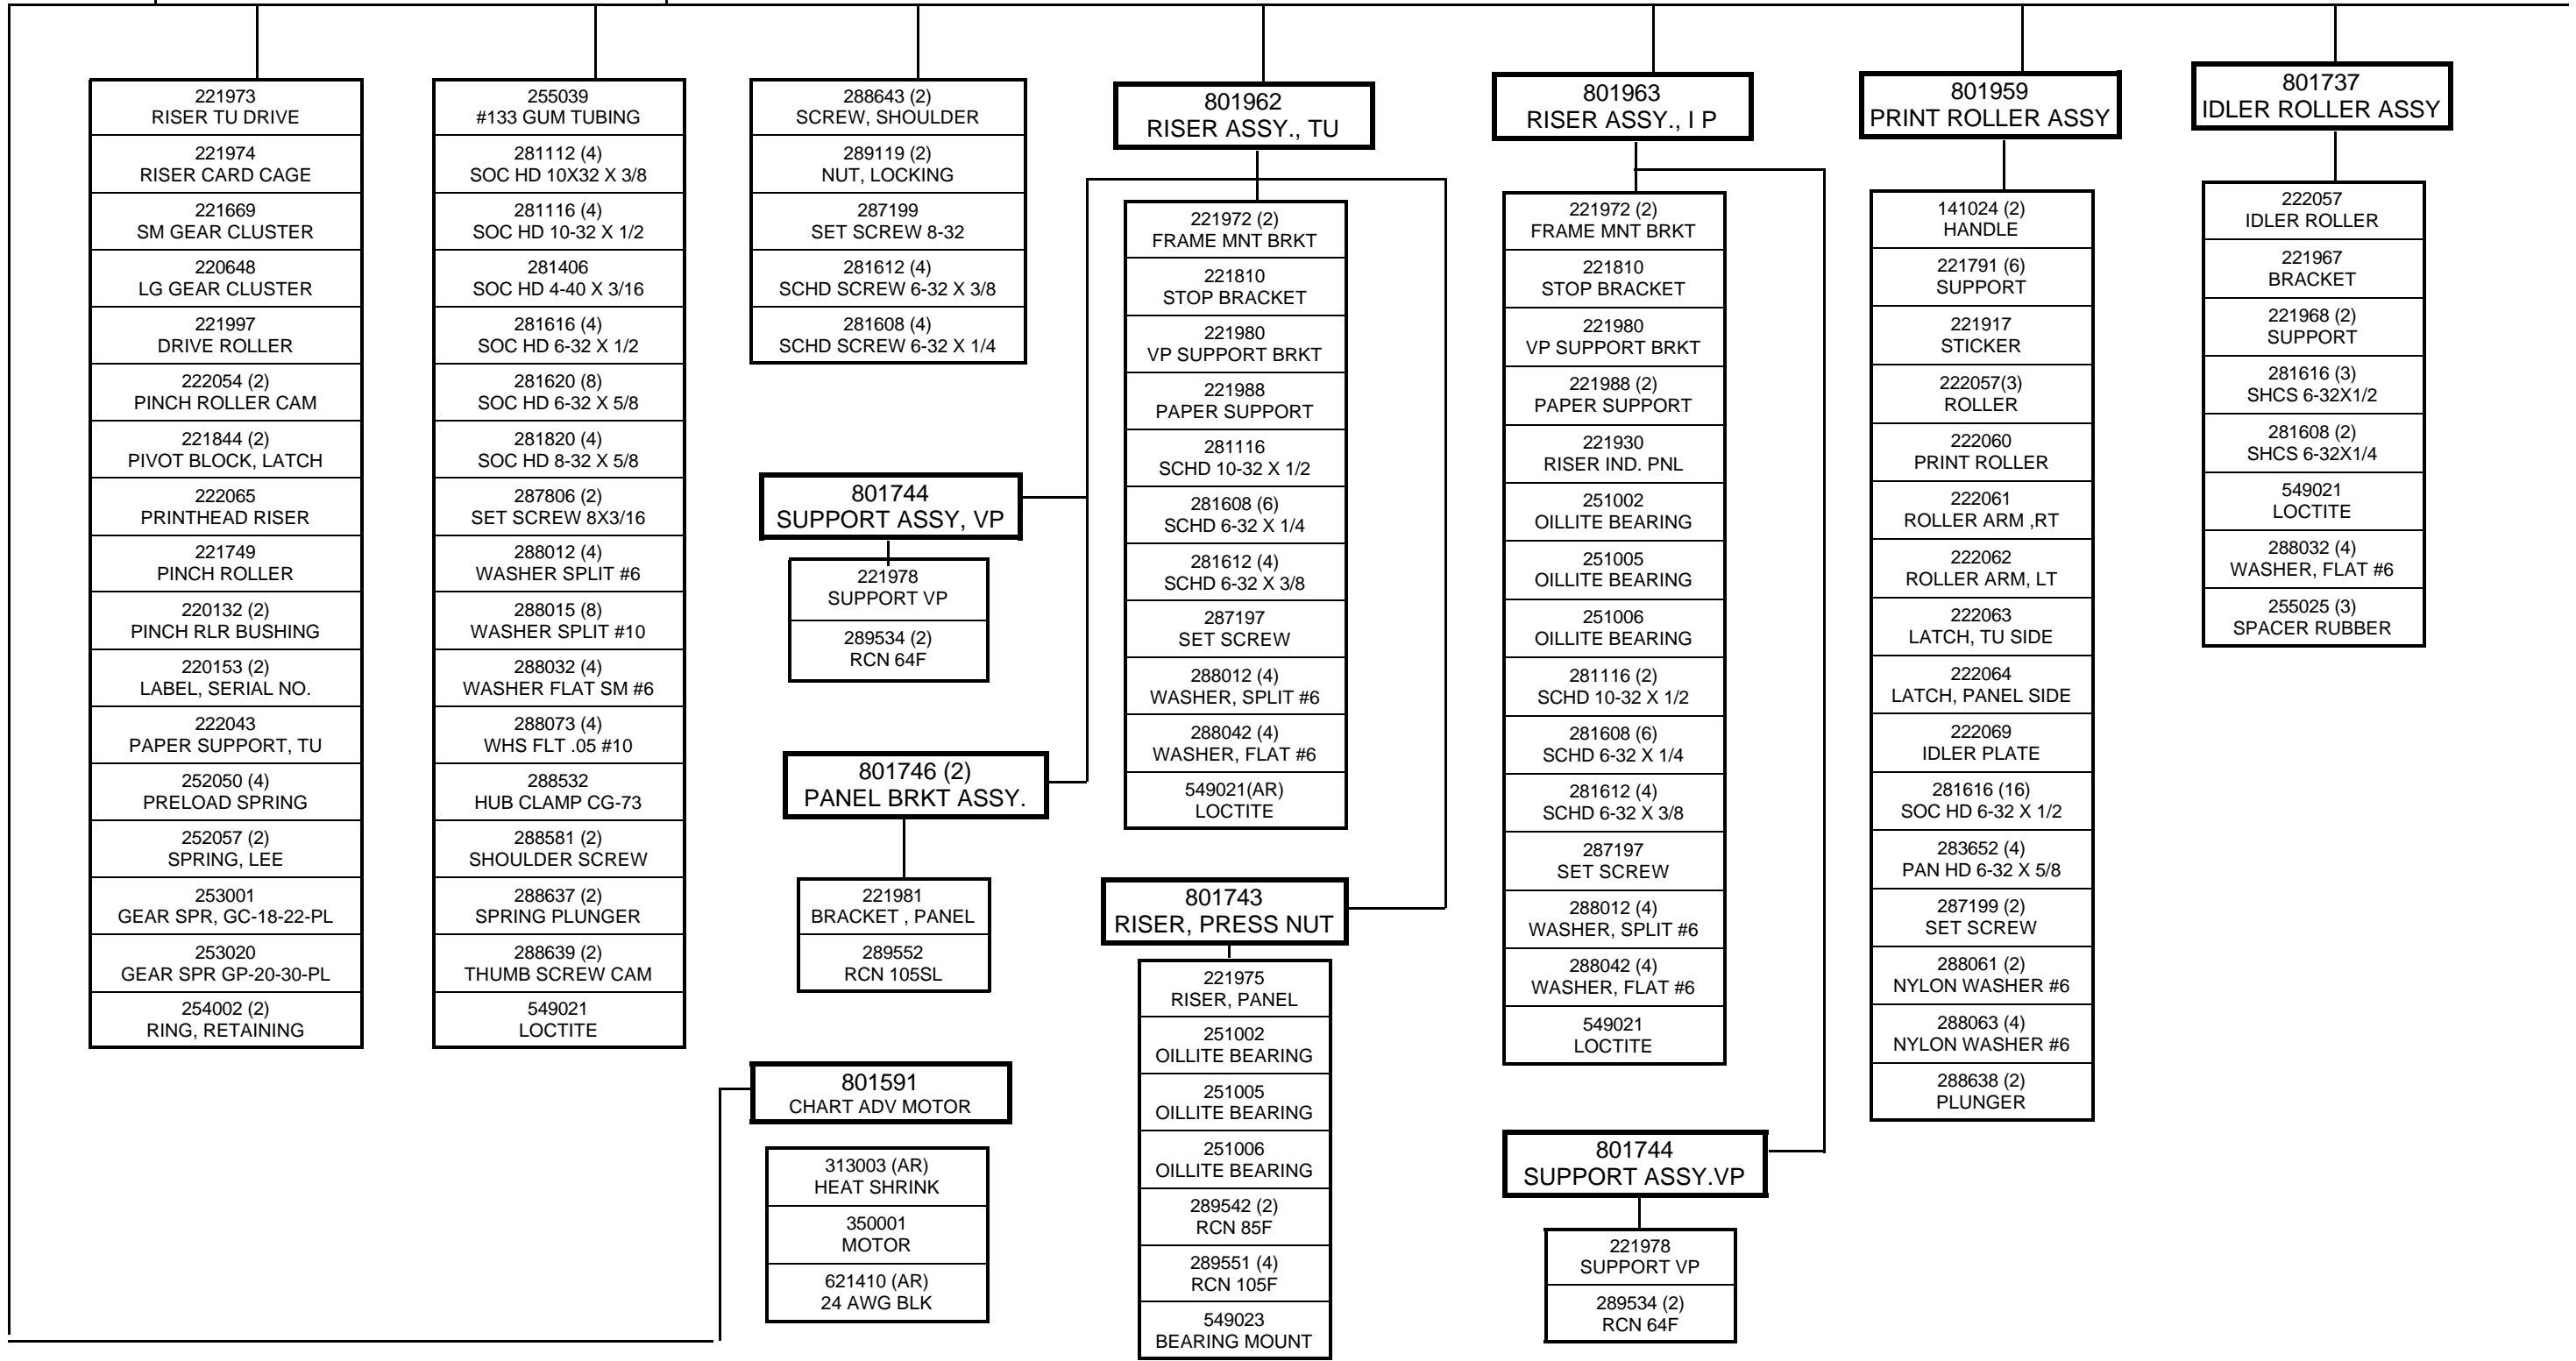 221973
RISER TU DRIVE
221974
RISER CARD CAGE
221669
SM GEAR CLUSTER
220648
LG GEAR CLUSTER
221997
DRIVE ROLLER
222054 (2)
PINCH ROLLER CAM
221844 (2)
PIVOT BLOCK, LATCH
222065
PRINTHEAD RISER
221749
PINCH ROLLER
220132 (2)
PINCH RLR BUSHING
220153 (2)
LABEL, SERIAL NO.
222043
PAPER SUPPORT, TU
252050 (4)
PRELOAD SPRING
252057 (2)
SPRING, LEE
253001
GEAR SPR, GC-18-22-PL
253020
GEAR SPR GP-20-30-PL
254002 (2)
RING, RETAINING
255039
#133 GUM TUBING
281112 (4)
SOC HD 10X32 X 3/8
281116 (4)
SOC HD 10-32 X 1/2
281406
SOC HD 4-40 X 3/16
281616 (4)
SOC HD 6-32 X 1/2
281620 (8)
SOC HD 6-32 X 5/8
281820 (4)
SOC HD 8-32 X 5/8
287806 (2)
SET SCREW 8X3/16
288012 (4)
WASHER SPLIT #6
288015 (8)
WASHER SPLIT #10
288032 (4)
WASHER FLAT SM #6
288073 (4)
WHS FLT .05 #10
288532
HUB CLAMP CG-73
288581 (2)
SHOULDER SCREW
288637 (2)
SPRING PLUNGER
288639 (2)
THUMB SCREW CAM
549021
LOCTITE
288643 (2)
SCREW, SHOULDER
289119 (2)
NUT, LOCKING
287199
SET SCREW 8-32
281612 (4)
SCHD SCREW 6-32 X 3/8
281608 (4)
SCHD SCREW 6-32 X 1/4
801744
SUPPORT ASSY, VP
221978
SUPPORT VP
289534 (2)
RCN 64F
801746 (2)
PANEL BRKT ASSY.
221981
BRACKET , PANEL
289552
RCN 105SL
801591
CHART ADV MOTOR
313003 (AR)
HEAT SHRINK
350001
MOTOR
621410 (AR)
24 AWG BLK
801962
RISER ASSY., TU
221972 (2)
FRAME MNT BRKT
221810
STOP BRACKET
221980
VP SUPPORT BRKT
221988
PAPER SUPPORT
281116
SCHD 10-32 X 1/2
281608 (6)
SCHD 6-32 X 1/4
281612 (4)
SCHD 6-32 X 3/8
287197
SET SCREW
288012 (4)
WASHER, SPLIT #6
288042 (4)
WASHER, FLAT #6
549021(AR)
LOCTITE
801743
RISER, PRESS NUT
221975
RISER, PANEL
251002
OILLITE BEARING
251005
OILLITE BEARING
251006
OILLITE BEARING
289542 (2)
RCN 85F
289551 (4)
RCN 105F
549023
BEARING MOUNT
801963
RISER ASSY., I P
221972 (2)
FRAME MNT BRKT
221810
STOP BRACKET
221980
VP SUPPORT BRKT
221988 (2)
PAPER SUPPORT
221930
RISER IND. PNL
251002
OILLITE BEARING
251005
OILLITE BEARING
251006
OILLITE BEARING
281116 (2)
SCHD 10-32 X 1/2
281608 (6)
SCHD 6-32 X 1/4
281612 (4)
SCHD 6-32 X 3/8
287197
SET SCREW
288012 (4)
WASHER, SPLIT #6
288042 (4)
WASHER, FLAT #6
549021
LOCTITE
801744
SUPPORT ASSY.VP
221978
SUPPORT VP
289534 (2)
RCN 64F
801959
PRINT ROLLER ASSY
141024 (2)
HANDLE
221791 (6)
SUPPORT
221917
STICKER
222057(3)
ROLLER
222060
PRINT ROLLER
222061
ROLLER ARM ,RT
222062
ROLLER ARM, LT
222063
LATCH, TU SIDE
222064
LATCH, PANEL SIDE
222069
IDLER PLATE
281616 (16)
SOC HD 6-32 X 1/2
283652 (4)
PAN HD 6-32 X 5/8
287199 (2)
SET SCREW
288061 (2)
NYLON WASHER #6
288063 (4)
NYLON WASHER #6
288638 (2)
PLUNGER
801737
IDLER ROLLER ASSY
222057
IDLER ROLLER
221967
BRACKET
221968 (2)
SUPPORT
281616 (3)
SHCS 6-32X1/2
281608 (2)
SHCS 6-32X1/4
549021
LOCTITE
288032 (4)
WASHER, FLAT #6
255025 (3)
SPACER RUBBER